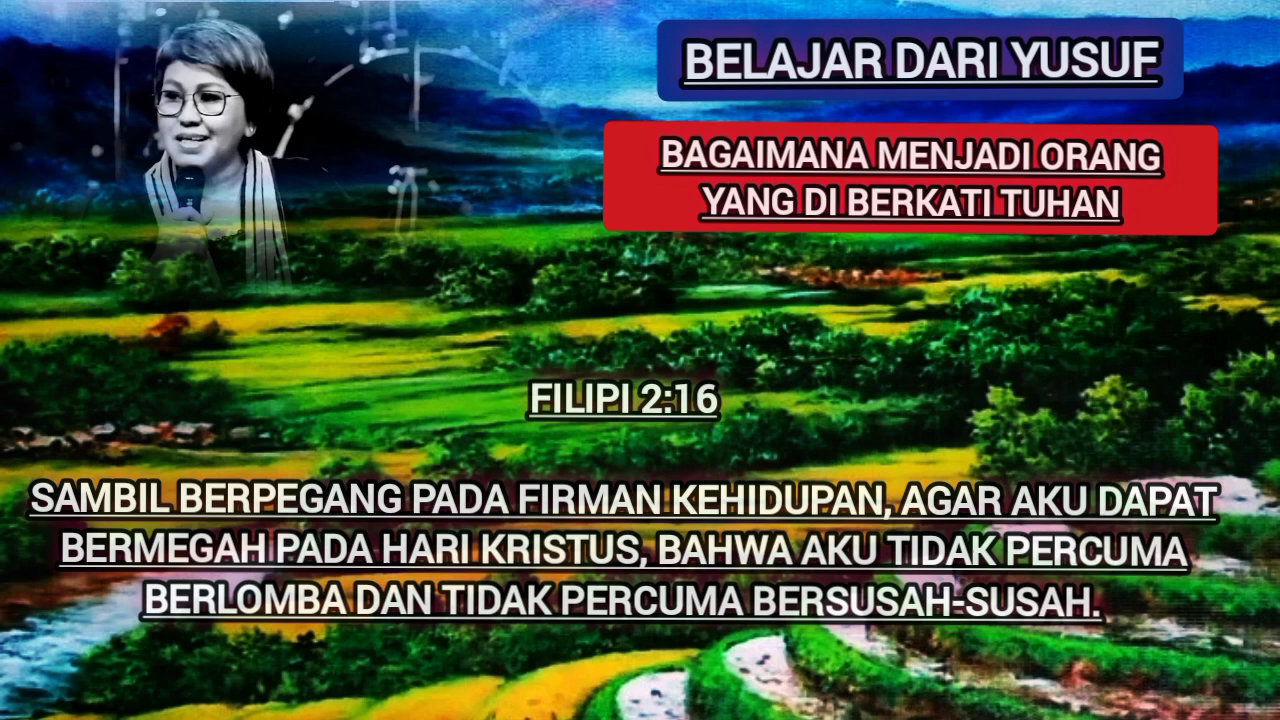 BELAJAR DARI YUSUF
BAGAIMANA MENJADI ORANG
YANG DI BERKATI TUHAN
FILIPI 2:16
SAMBIL BERPEGANG PADA FIRMAN KEHIDUPAN, AGAR AKU DAPAT
BERMEGAH PADA HARI KRISTUS, BAHWA AKU TIDAK PERCUMA
BERLOMBA DAN TIDAK PERCUMA BERSUSAH-SUSAH.